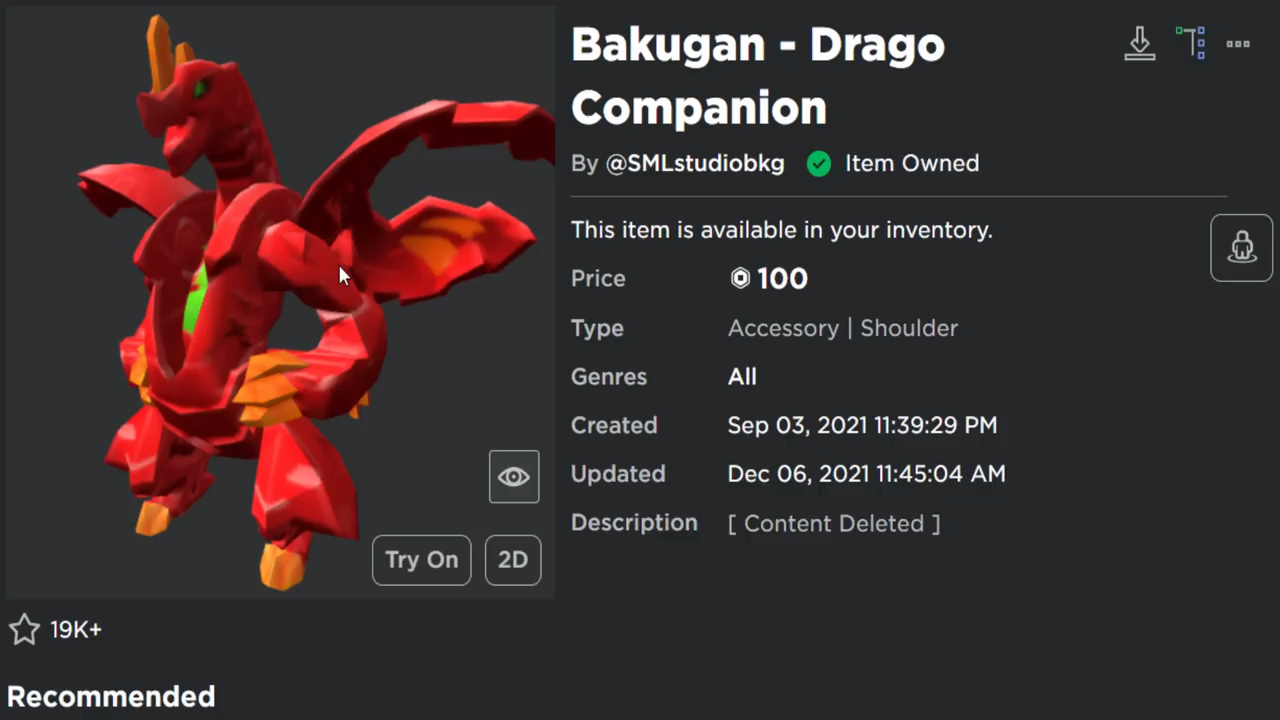 Bakugan - Drago
Companion
By @SMLstudiobkg Item Owned
This item is available in your inventory.
Price 100
Type Accessory | Shoulder
Genres All
Created Sep 03, 2021 11:39:29 PM
Updated Dec 06, 2021 11:45:04 AM
Description [ Content Deleted ]
Try On 2D
19K+
Recommended